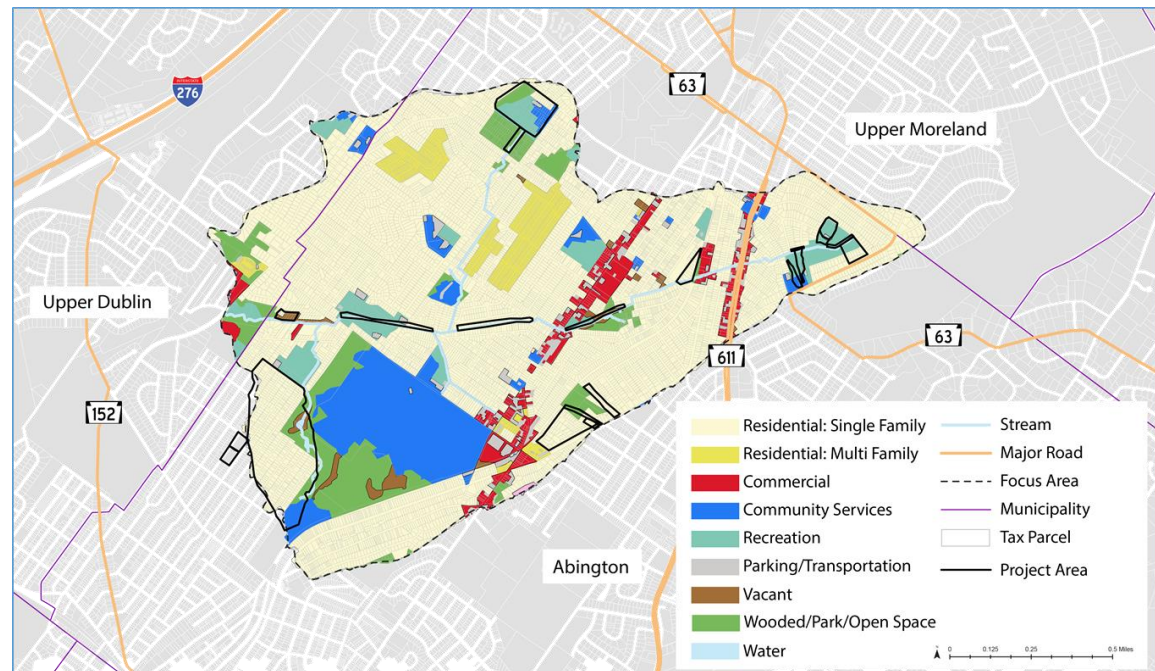 INTERSTATE
276
63
Upper Moreland
Upper Dublin
152
611
63
Abington
Residential: Single Family
Residential: Multi Family
Commercial
Community Services
Recreation
Parking/Transportation
Vacant
Wooded/Park/Open Space
Water
Stream
Major Road
Focus Area
Municipality
Tax Parcel
Project Area
0 0.125 0.25 0.5 Miles